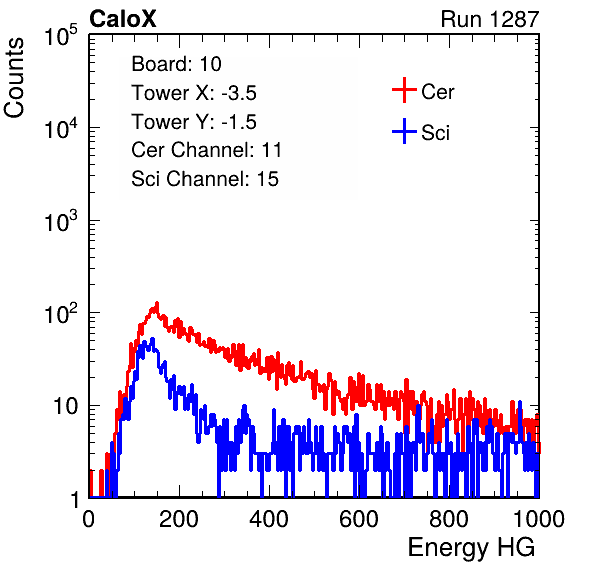 CaloX Run 1287
Counts
Board: 10
Tower X: -3.5
Tower Y: -1.5
Cer Channel: 11
Sci Channel: 15
Cer
Sci
10^5
10^4
10^3
10^2
10
1
0 200 400 600 800 1000
Energy HG